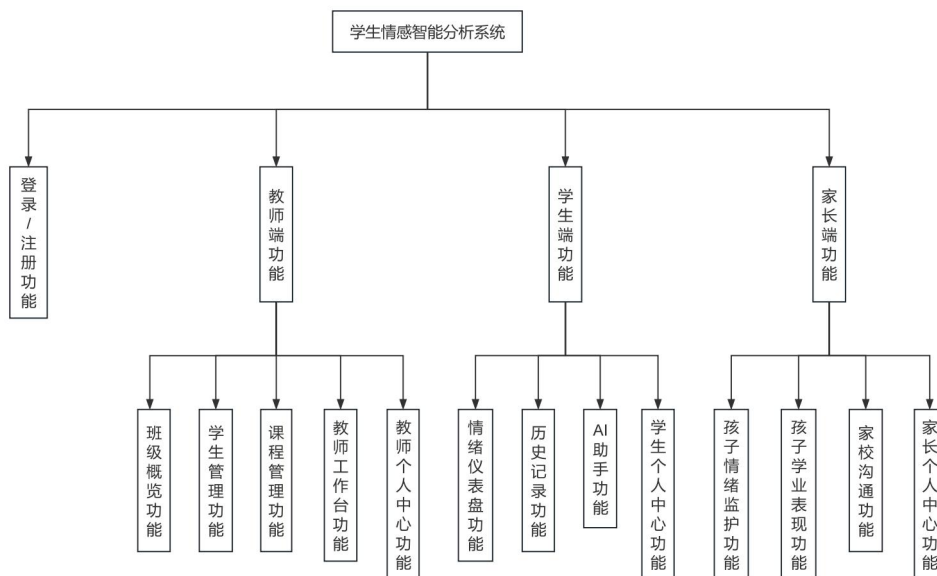 学生情感智能分析系统
登录/注册功能
教师端功能
学生端功能
家长端功能
班级概览功能
学生管理功能
课程管理功能
教师工作台功能
教师个人中心功能
情绪仪表盘功能
历史记录功能
AI助手功能
学生个人中心功能
孩子情绪监护功能
孩子学业表现功能
家校沟通功能
家长个人中心功能